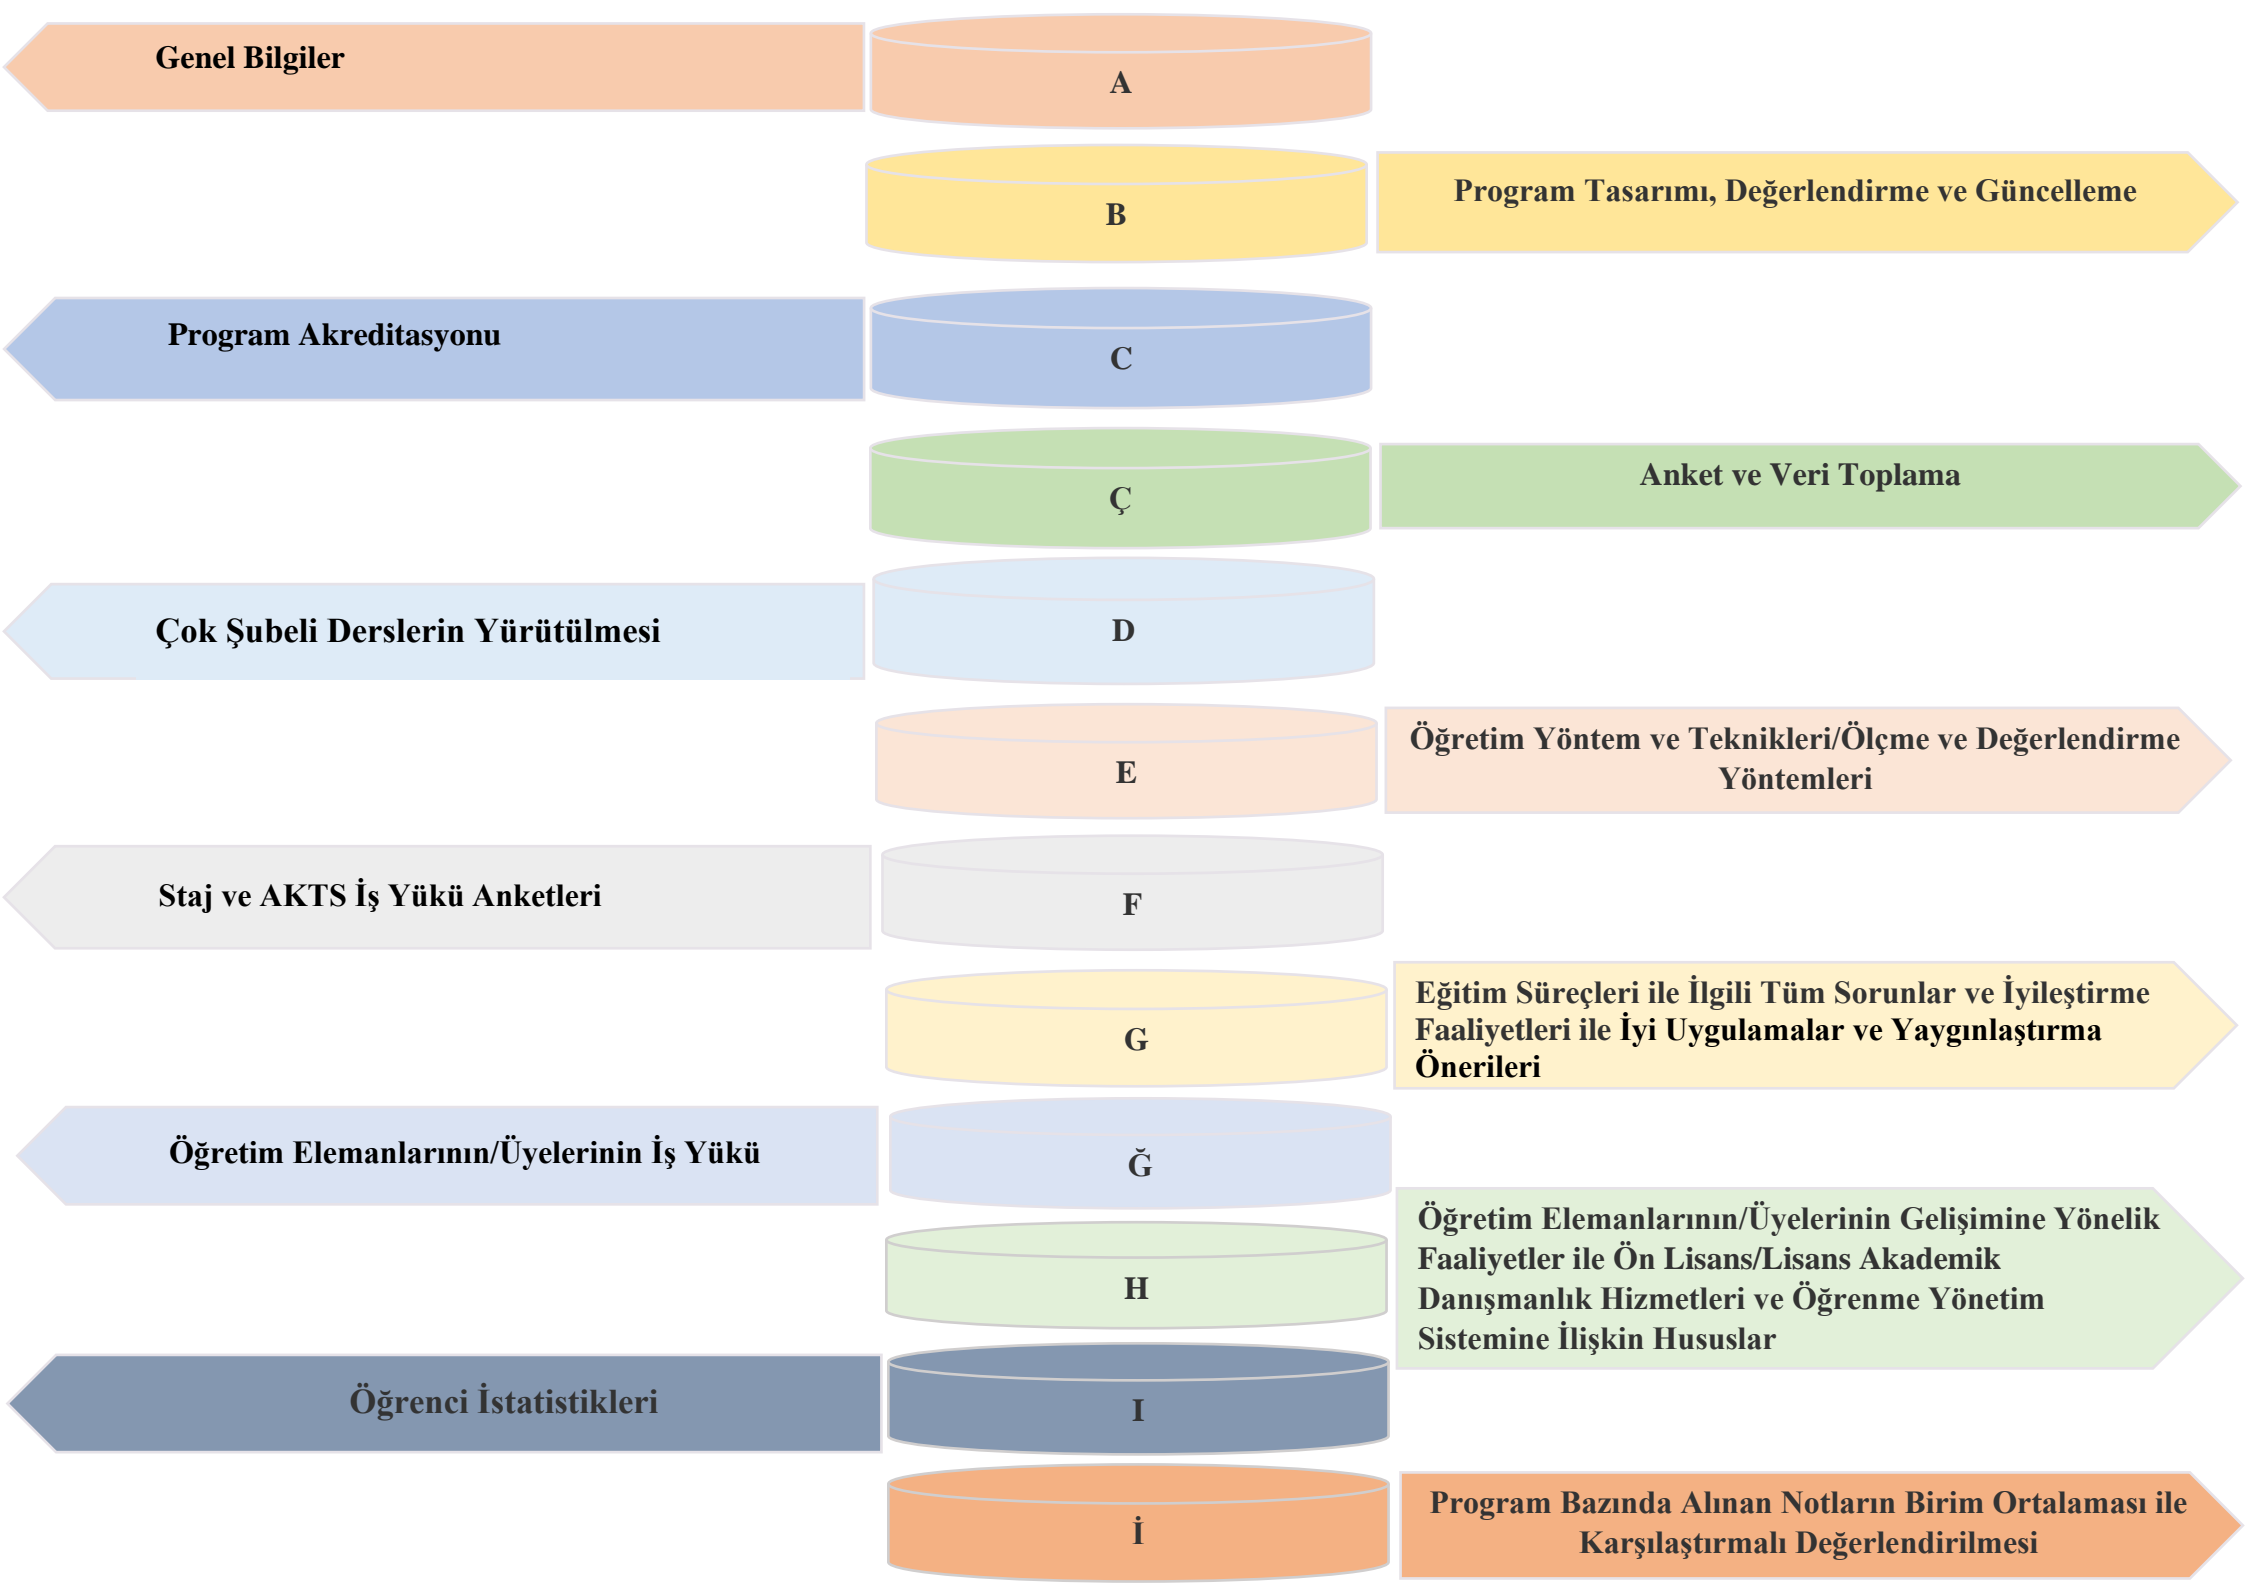 Genel Bilgiler
A
B
Program Tasarımı, Değerlendirme ve Güncelleme
Program Akreditasyonu
C
Ç
Anket ve Veri Toplama
Çok Şubeli Derslerin Yürütülmesi
D
E
Öğretim Yöntem ve Teknikleri/Ölçme ve Değerlendirme
Yöntemleri
Staj ve AKTS İş Yükü Anketleri
F
G
Eğitim Süreçleri ile İlgili Tüm Sorunlar ve İyileştirme
Faaliyetleri ile İyi Uygulamalar ve Yaygınlaştırma
Önerileri
Öğretim Elemanlarının/Üyelerinin İş Yükü
Ğ
H
Öğretim Elemanlarının/Üyelerinin Gelişimine Yönelik
Faaliyetler ile Ön Lisans/Lisans Akademik
Danışmanlık Hizmetleri ve Öğrenme Yönetim
Sistemine İlişkin Hususlar
Öğrenci İstatistikleri
I
İ
Program Bazında Alınan Notların Birim Ortalaması ile
Karşılaştırmalı Değerlendirilmesi